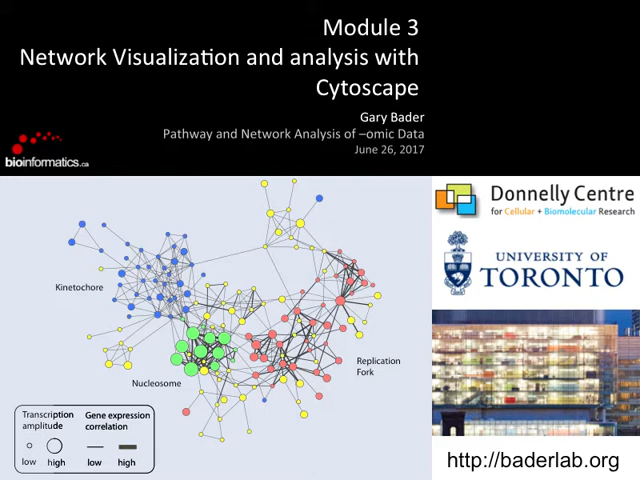 Module 3
Network Visualization and analysis with
Cytoscape
Gary Bader
Pathway and Network Analysis of –omic Data
June 26, 2017
bioinformatics.ca
Donnelly Centre
for Cellular + Biomolecular Research
UNIVERSITY OF
TORONTO
Kinetochore
Nucleosome
Replication
Fork
Transcription
amplitude
low
high
Gene expression
correlation
low
high
http://baderlab.org